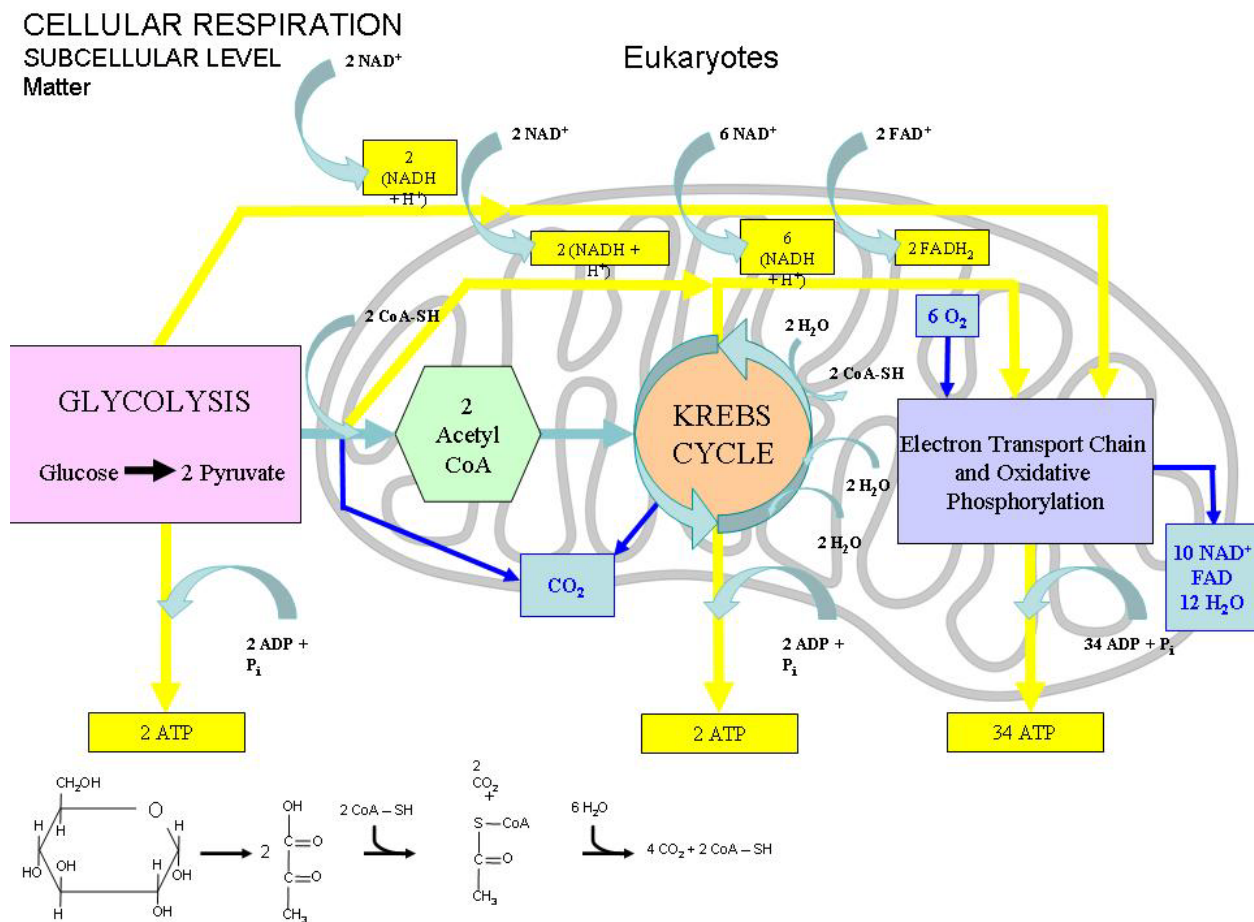 CELLULAR RESPIRATION
SUBCELLULAR LEVEL
Matter
Eukaryotes
2 NAD⁺
2 NAD⁺
6 NAD⁺
2 FAD⁺
2
(NADH
+ H⁺)
2 (NADH +
H⁺)
6
(NADH
+ H⁺)
2 FADH₂
2 CoA-SH
6 O₂
2 H₂O
2 CoA-SH
GLYCOLYSIS
Glucose → 2 Pyruvate
2
Acetyl
CoA
KREBS
CYCLE
Electron Transport Chain
and Oxidative
Phosphorylation
2 H₂O
2 H₂O
CO₂
10 NAD⁺
FAD
12 H₂O
2 ADP +
Pᵢ
2 ADP +
Pᵢ
34 ADP + Pᵢ
2 ATP
2 ATP
34 ATP
CH₂OH
O
H
H
H
H
HO
OH
OH
H
OH
H
2
OH
C=O
C=O
CH₃
2 CoA – SH
2
CO₂
+
S—CoA
C=O
CH₃
6 H₂O
4 CO₂ + 2 CoA – SH